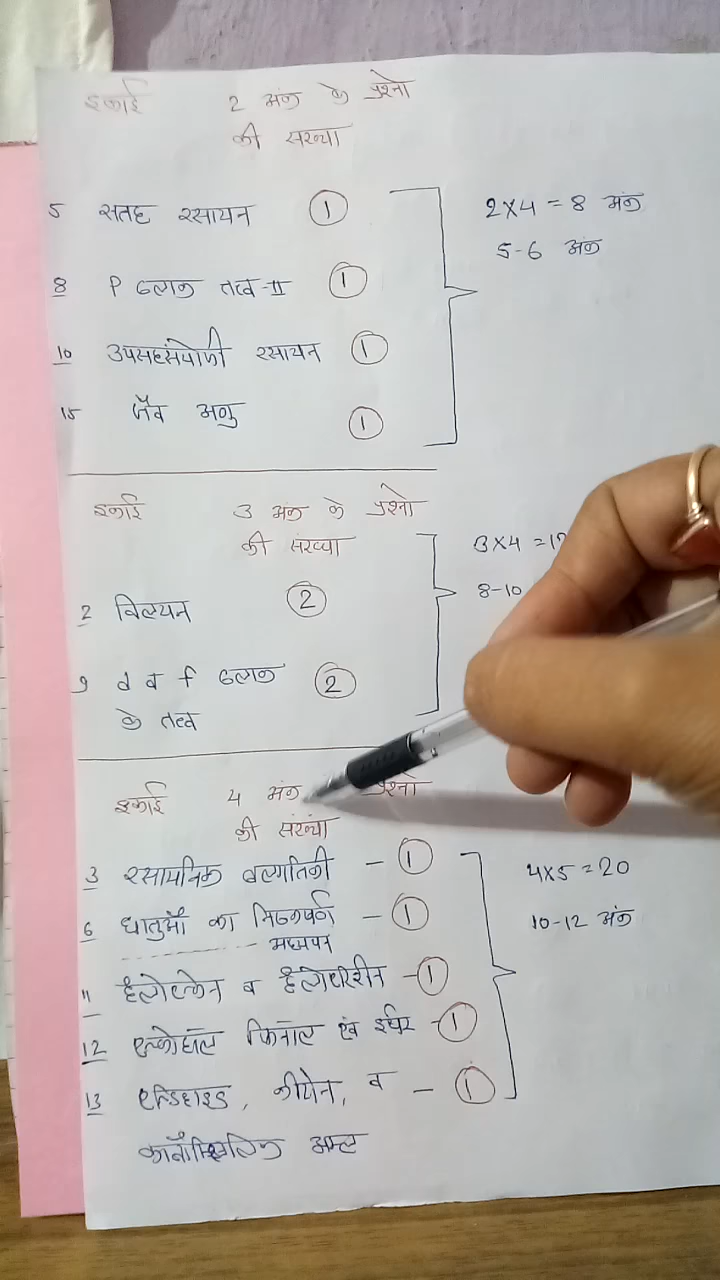 इकाई 2 अंक के प्रश्नो
की संख्या
5 सतह रसायन 1
2x4 = 8 अंक
5-6 अंक
8 P ब्लाक तत्व-II 1
10 उपसहसंयोजी रसायन 1
15 जैव अणु 1
इकाई 3 अंक के प्रश्नो
की संख्या
3x4 = 12
8-10
2 विलयन 2
9 d व f ब्लाक 2
के तत्व
इकाई 4 अंक प्रश्नो
की संख्या
3 रसायनिक बलगतिकी - 1
4x5 = 20
10-12 अंक
6 धातुओं का निष्कर्षण - 1
11 हैलोएल्केन व हैलोएरीन - 1
12 एल्कोहॉल फिनॉल एवं ईथर - 1
13 एल्डिहाइड, कीटोन, व - 1
कार्बोक्सिलिक अम्ल